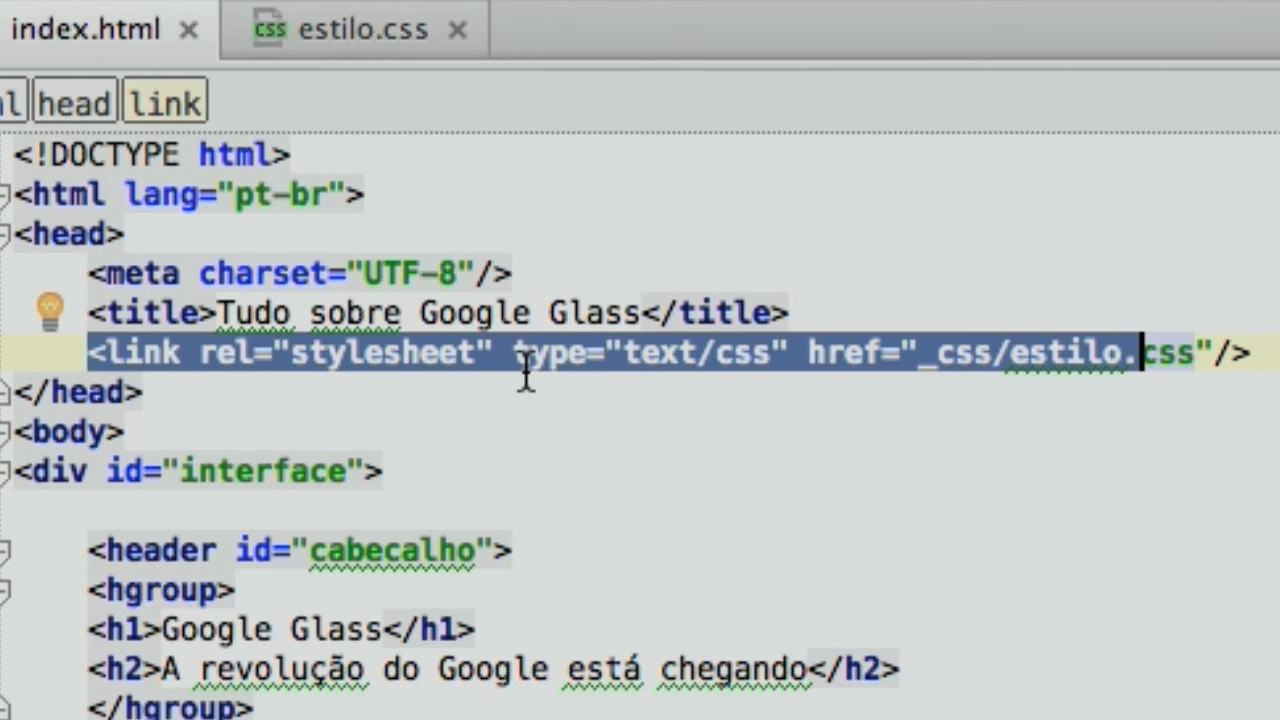 index.html × css estilo.css ×
head link
<!DOCTYPE html>
<html lang="pt-br">
<head>
<meta charset="UTF-8"/>
<title>Tudo sobre Google Glass</title>
<link rel="stylesheet" type="text/css" href="_css/estilo.css"/>
</head>
<body>
<div id="interface">
<header id="cabecalho">
<hgroup>
<h1>Google Glass</h1>
<h2>A revolução do Google está chegando</h2>
</hgroup>